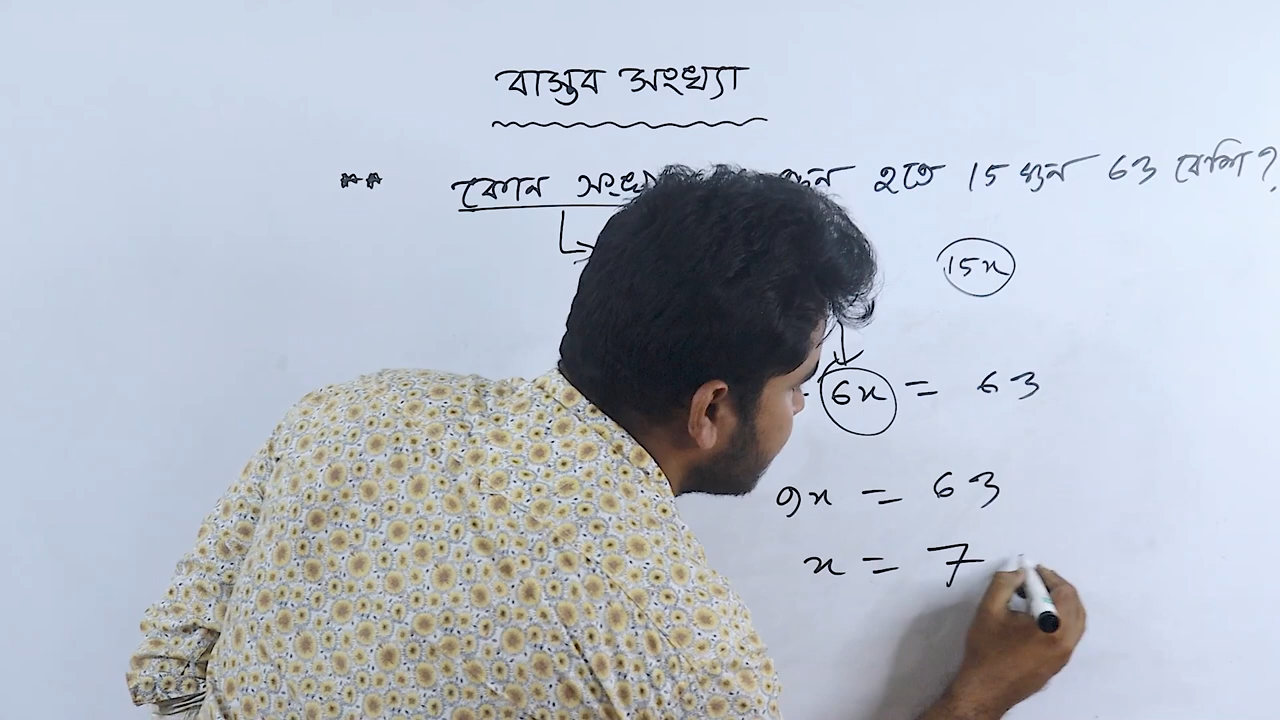 বাস্তব সংখ্যা
** কোন সংখ্যা গুন হতে 15 গুন 63 বেশি?
15x
6x = 63
9x = 63
x = 7